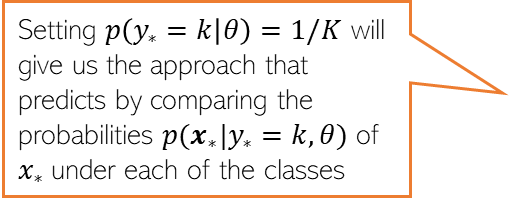 Setting p(y∗ = k|θ) = 1/K will
give us the approach that
predicts by comparing the
probabilities p(x∗|y∗ = k, θ) of
x∗ under each of the classes